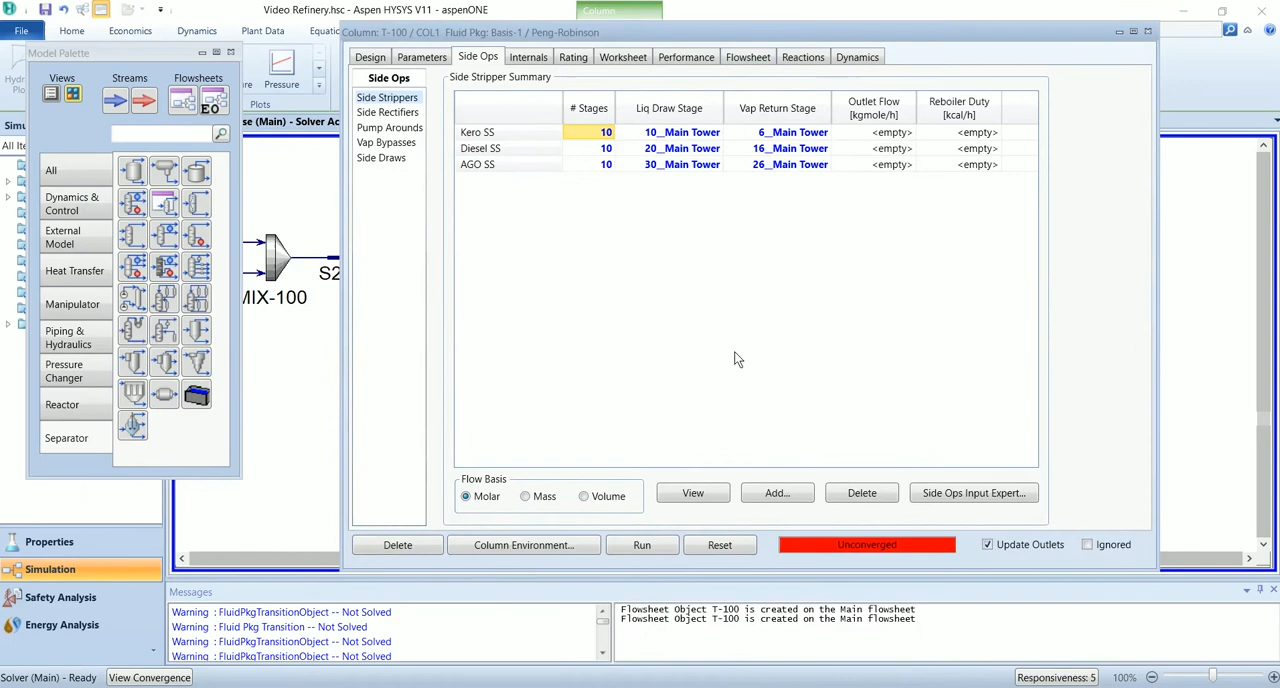 Video Refinery.hsc - Aspen HYSYS V11 - aspenONE
Column
File
Home
Economics
Dynamics
Plant Data
Equatic
Column: T-100 / COL1 Fluid Pkg: Basis-1 / Peng-Robinson
Model Palette
Views
Streams
Flowsheets
EO
Hydr
Plo
ure
Pressure
Plots
Simu
se (Main) - Solver Ac
All Ite
All
Dynamics &
Control
External
Model
Heat Transfer
Manipulator
Piping &
Hydraulics
Pressure
Changer
Reactor
Separator
MIX-100
S2
Design
Parameters
Side Ops
Internals
Rating
Worksheet
Performance
Flowsheet
Reactions
Dynamics
Side Ops
Side Strippers
Side Rectifiers
Pump Arounds
Vap Bypasses
Side Draws
Side Stripper Summary
# Stages Liq Draw Stage Vap Return Stage Outlet Flow [kgmole/h] Reboiler Duty [kcal/h]
Kero SS 10 10__Main Tower 6__Main Tower <empty> <empty>
Diesel SS 10 20__Main Tower 16__Main Tower <empty> <empty>
AGO SS 10 30__Main Tower 26__Main Tower <empty> <empty>
Flow Basis
Molar Mass Volume
View
Add...
Delete
Side Ops Input Expert...
Delete
Column Environment...
Run
Reset
Unconverged
Update Outlets
Ignored
Properties
Simulation
Safety Analysis
Energy Analysis
Messages
Warning : FluidPkgTransitionObject -- Not Solved
Warning : Fluid Pkg Transition -- Not Solved
Warning : FluidPkgTransitionObject -- Not Solved
Warning : FluidPkgTransitionObject -- Not Solved
Flowsheet Object T-100 is created on the Main flowsheet
Flowsheet Object T-100 is created on the Main flowsheet
Solver (Main) - Ready
View Convergence
Responsiveness: 5
100%